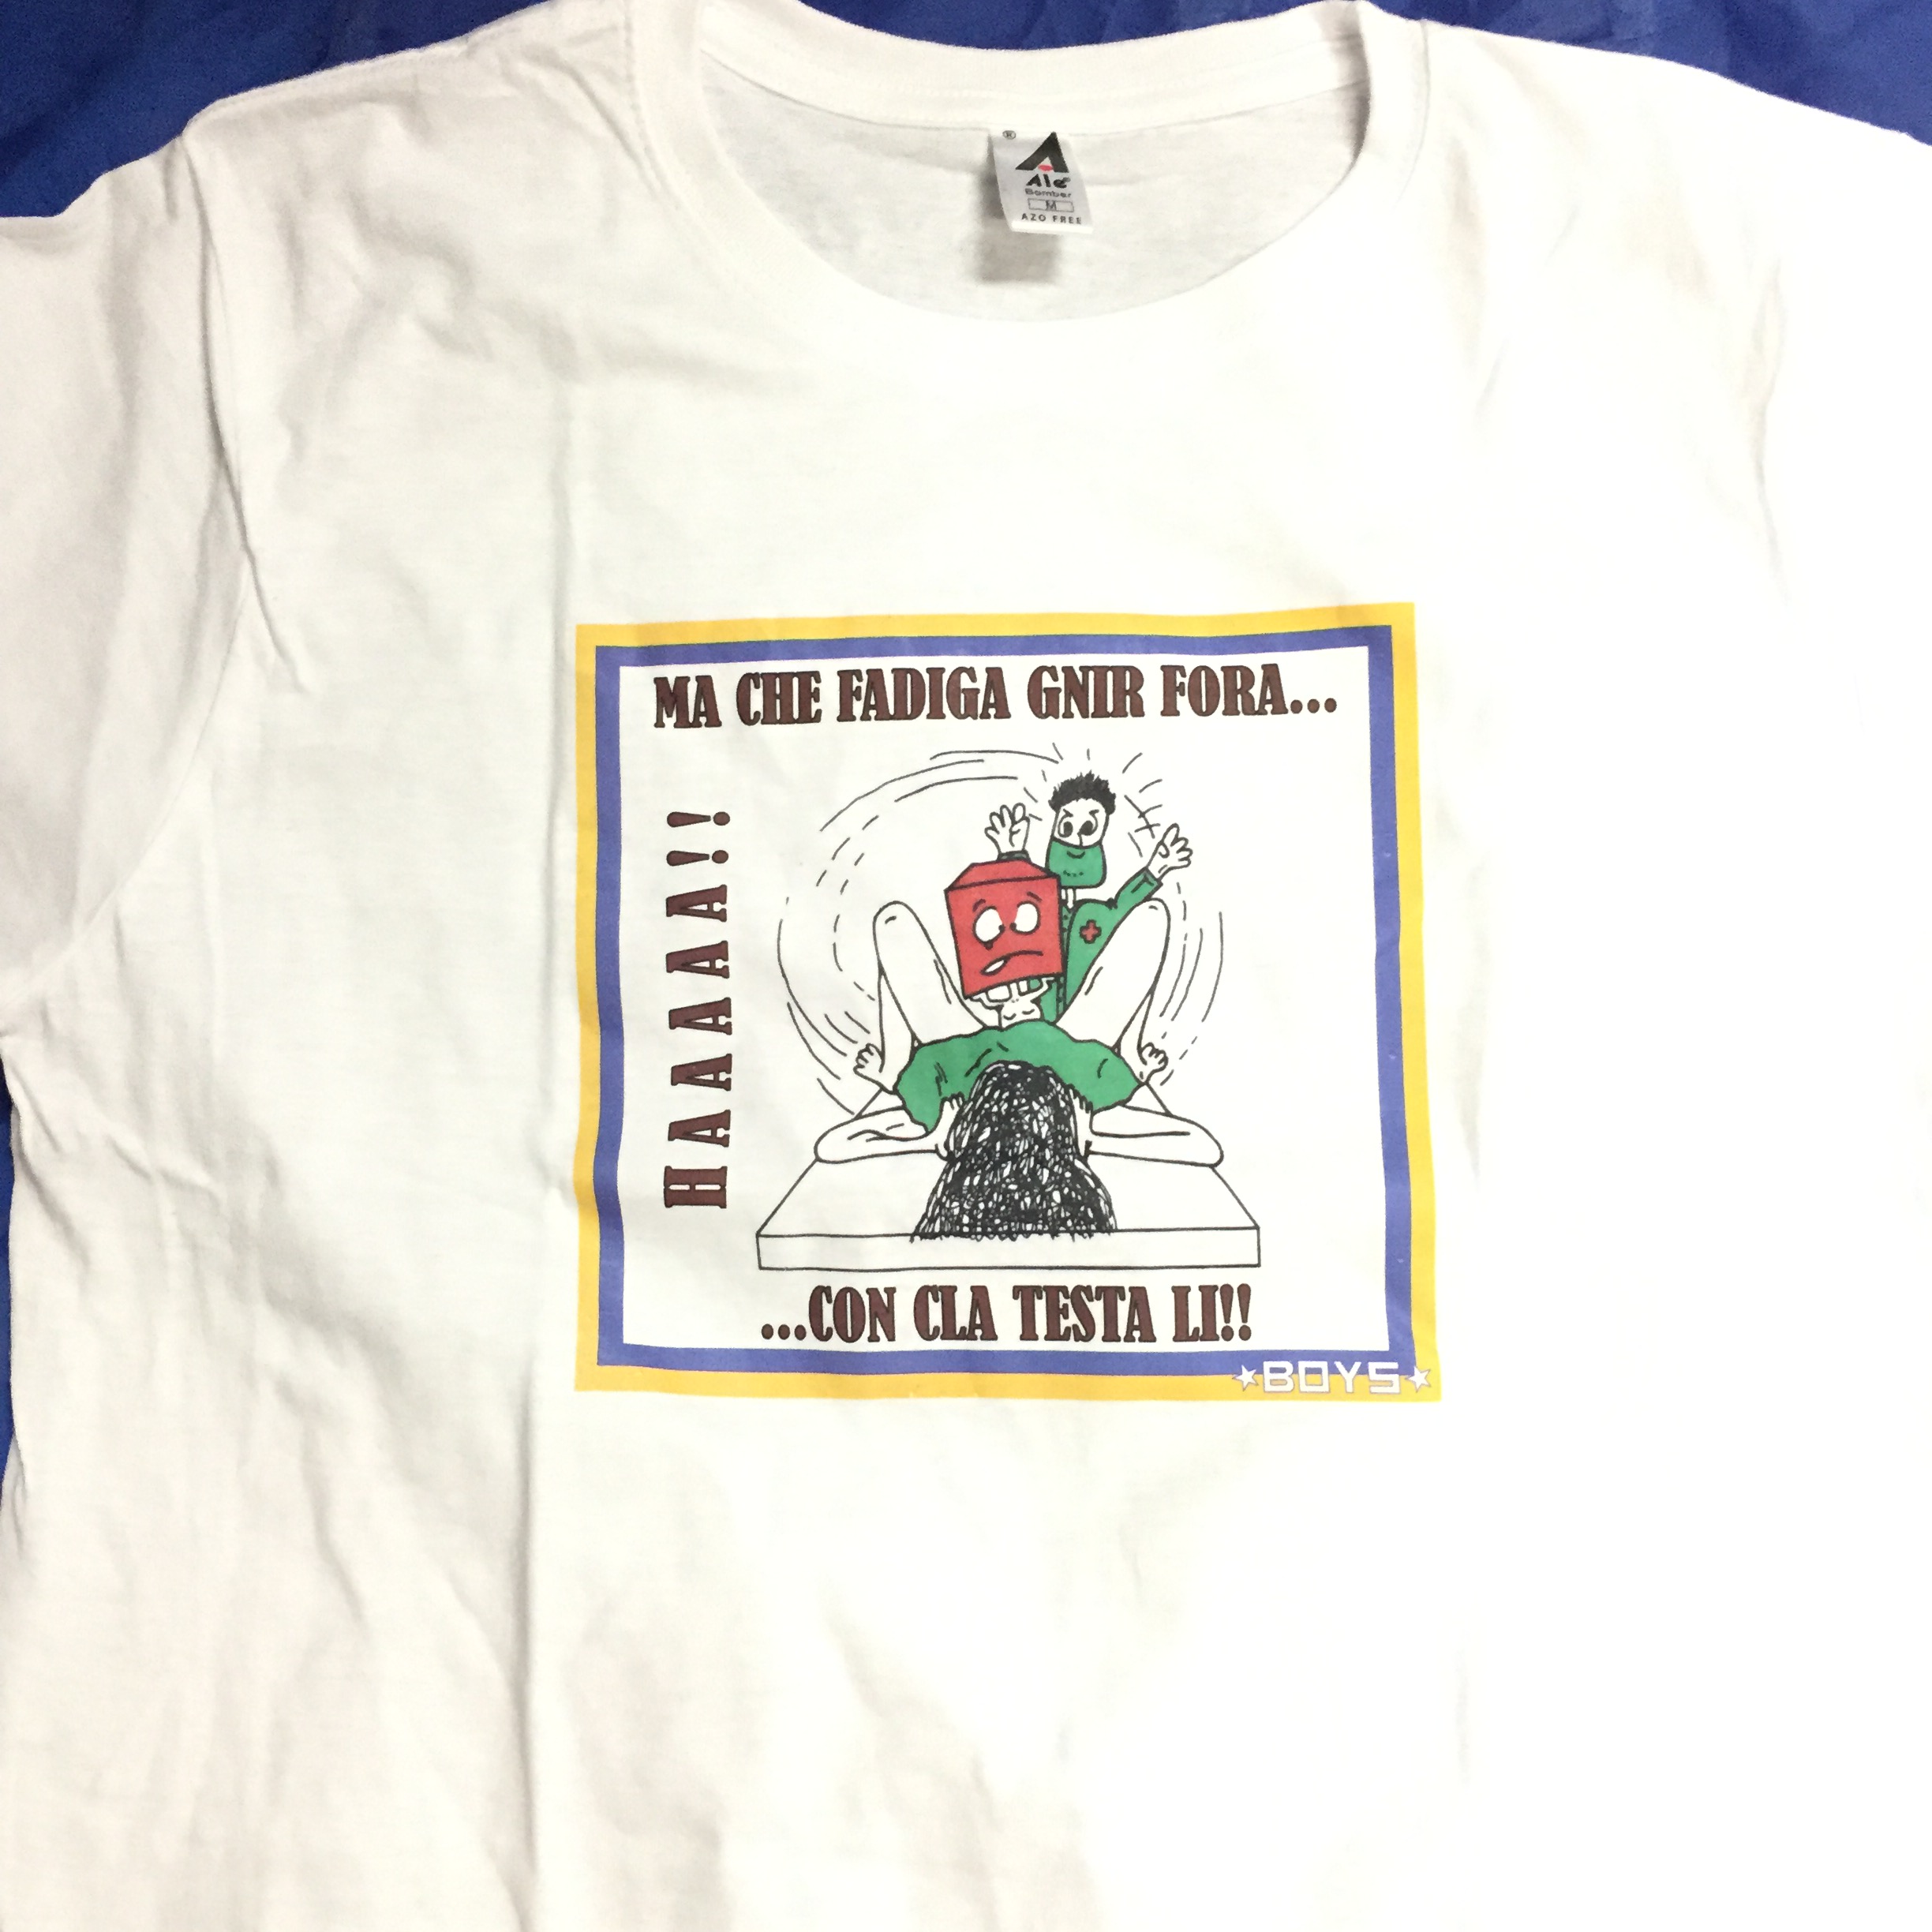 ®
Ale®
Bomber
M
AZO FREE
MA CHE FADIGA GNIR FORA...
HAAAAAA!!
...CON CLA TESTA LI!!
★BOYS★